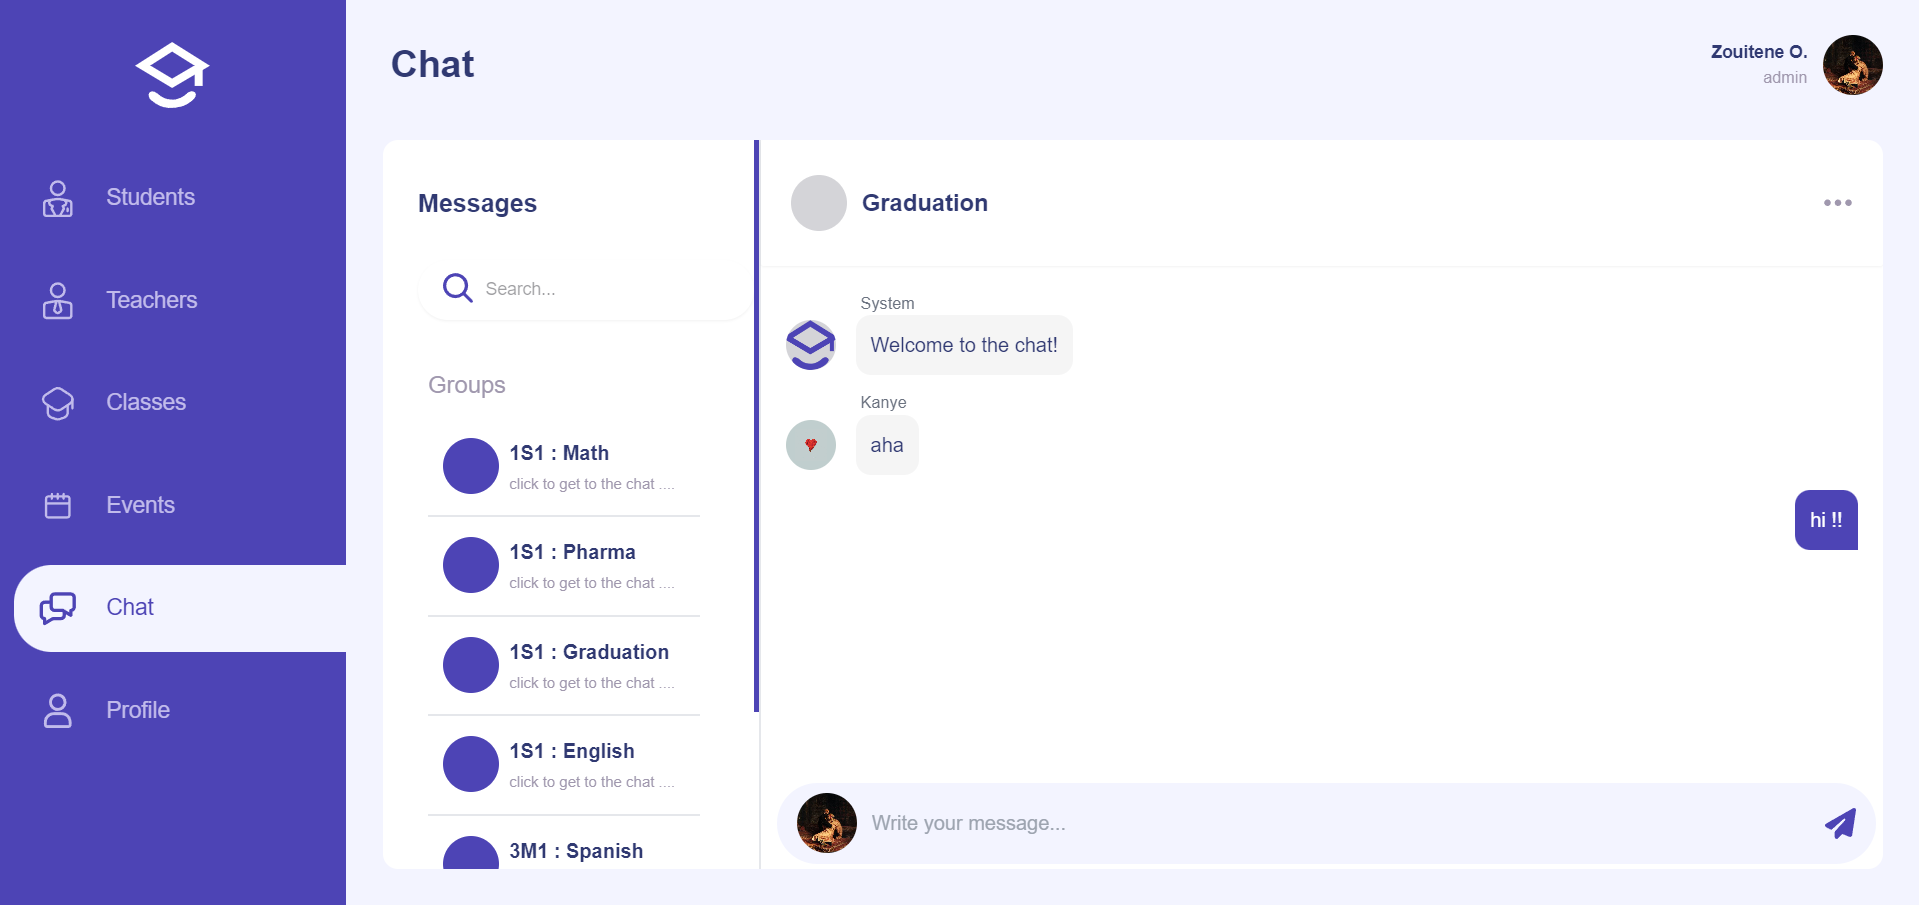 Students
Teachers
Classes
Events
Chat
Profile
Chat
Zouitene O.
admin
Messages
Search...
Groups
1S1 : Math
click to get to the chat ....
1S1 : Pharma
click to get to the chat ....
1S1 : Graduation
click to get to the chat ....
1S1 : English
click to get to the chat ....
3M1 : Spanish
Graduation
System
Welcome to the chat!
Kanye
aha
hi !!
Write your message...